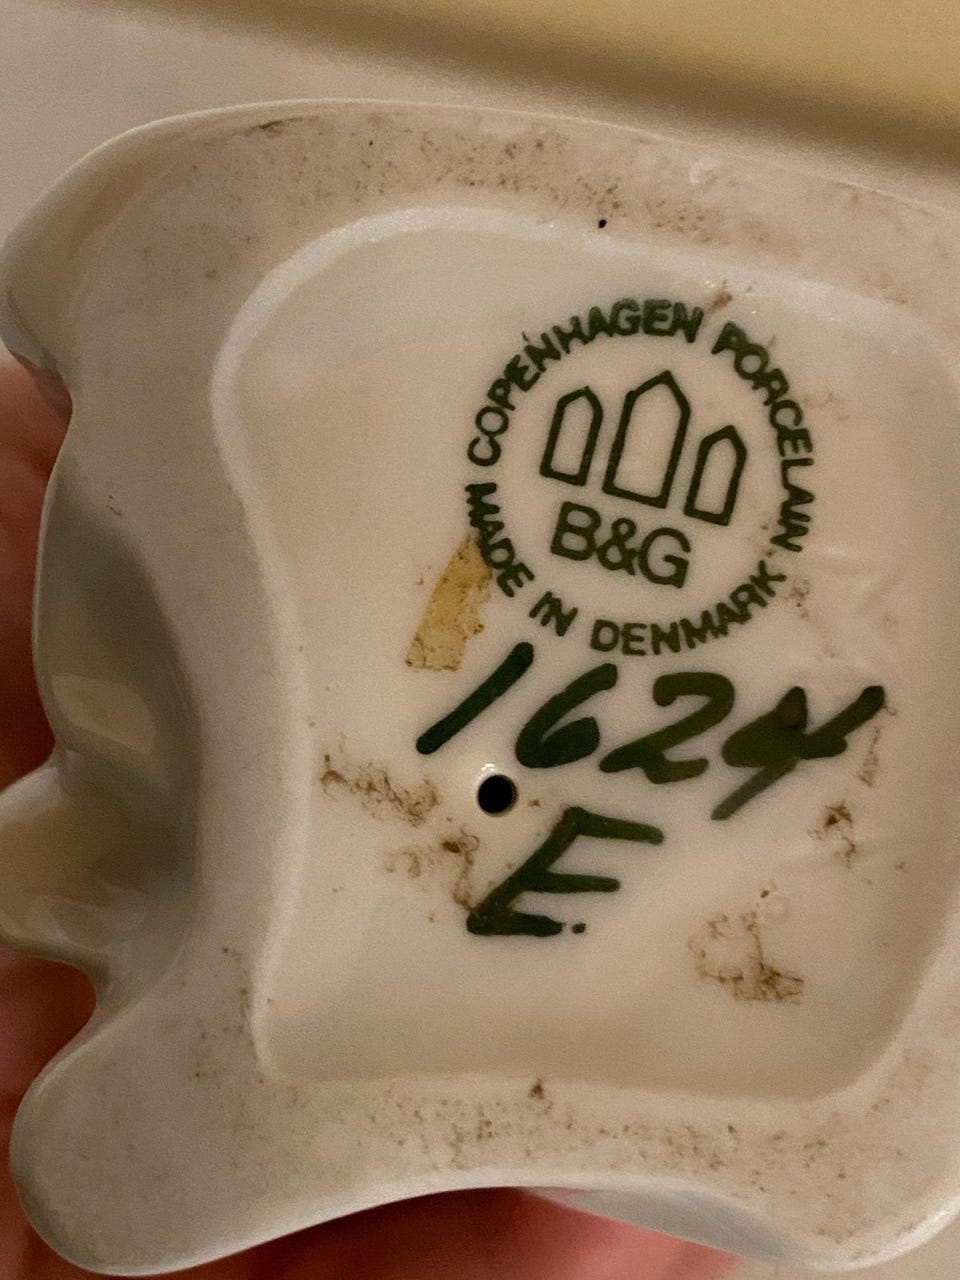 COPENHAGEN PORCELAIN
B&G
MADE IN DENMARK
1624
E.